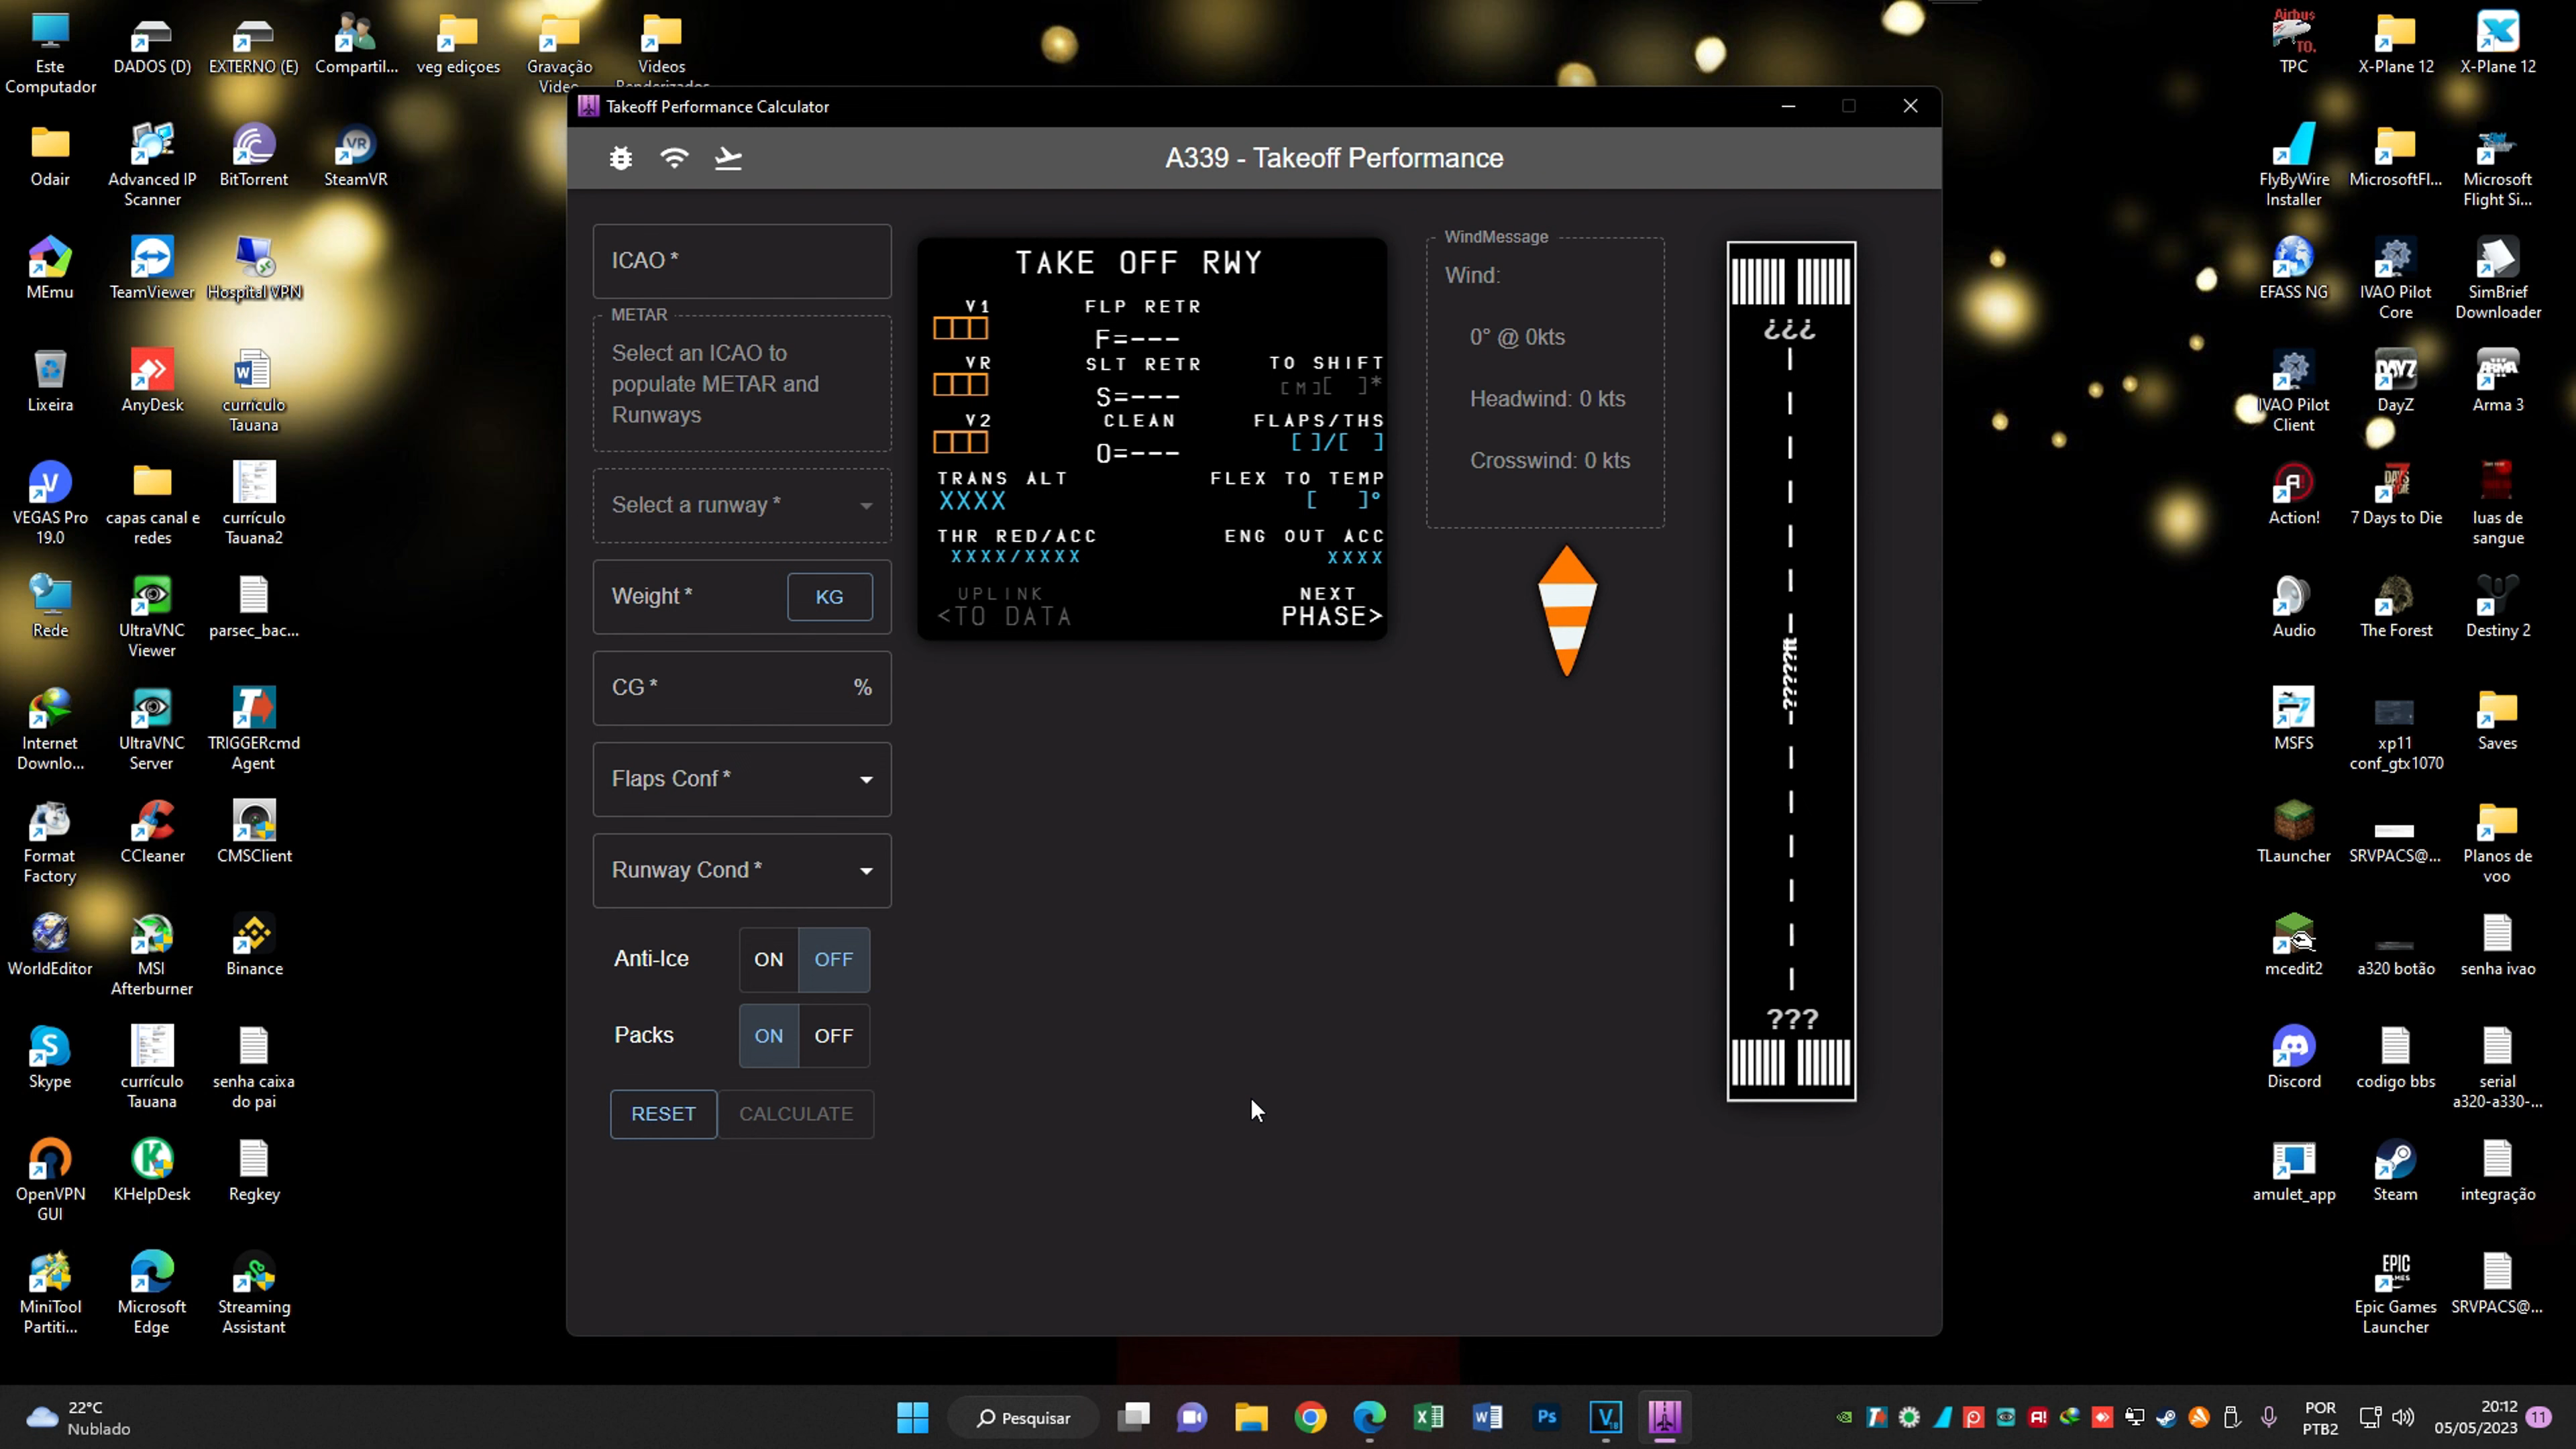 Este
Computador
DADOS (D)
EXTERNO (E)
Compartil...
veg ediçoes
Gravação
Video
Videos
Renderizados
Odair
Advanced IP
Scanner
BitTorrent
SteamVR
MEmu
TeamViewer
Hospital VPN
Lixeira
AnyDesk
curriculo
Tauana
VEGAS Pro
19.0
capas canal e
redes
currículo
Tauana2
Rede
UltraVNC
Viewer
parsec_bac...
Internet
Downlo...
UltraVNC
Server
TRIGGERcmd
Agent
Format
Factory
CCleaner
CMSClient
WorldEditor
MSI
Afterburner
Binance
Skype
currículo
Tauana
senha caixa
do pai
OpenVPN
GUI
KHelpDesk
Regkey
MiniTool
Partiti...
Microsoft
Edge
Streaming
Assistant
Takeoff Performance Calculator
A339 - Takeoff Performance
ICAO *
METAR
Select an ICAO to
populate METAR and
Runways
Select a runway *
Weight *
KG
CG *
%
Flaps Conf *
Runway Cond *
Anti-Ice
ON
OFF
Packs
ON
OFF
RESET
CALCULATE
TAKE OFF RWY
V1
FLP RETR
F=---
VR
SLT RETR
TO SHIFT
S=---
[M][ ]*
V2
CLEAN
FLAPS/THS
O=---
[ ]/[ ]
TRANS ALT
FLEX TO TEMP
XXXX
[ ]°
THR RED/ACC
ENG OUT ACC
XXXX/XXXX
XXXX
UPLINK
NEXT
<TO DATA
PHASE>
WindMessage
Wind:
0° @ 0kts
Headwind: 0 kts
Crosswind: 0 kts
¿¿¿
??????ft
???
Airbus
TO.
TPC
X-Plane 12
X-Plane 12
FlyByWire
Installer
MicrosoftFl...
Microsoft
Flight Si...
EFASS NG
IVAO Pilot
Core
SimBrief
Downloader
IVAO Pilot
Client
DayZ
Arma 3
Action!
7 Days to Die
luas de
sangue
Audio
The Forest
Destiny 2
MSFS
xp11
conf_gtx1070
Saves
TLauncher
SRVPACS@...
Planos de
voo
mcedit2
a320 botão
senha ivao
Discord
codigo bbs
serial
a320-a330-...
amulet_app
Steam
integração
Epic Games
Launcher
SRVPACS@...
22°C
Nublado
Pesquisar
POR
PTB2
20:12
05/05/2023
11